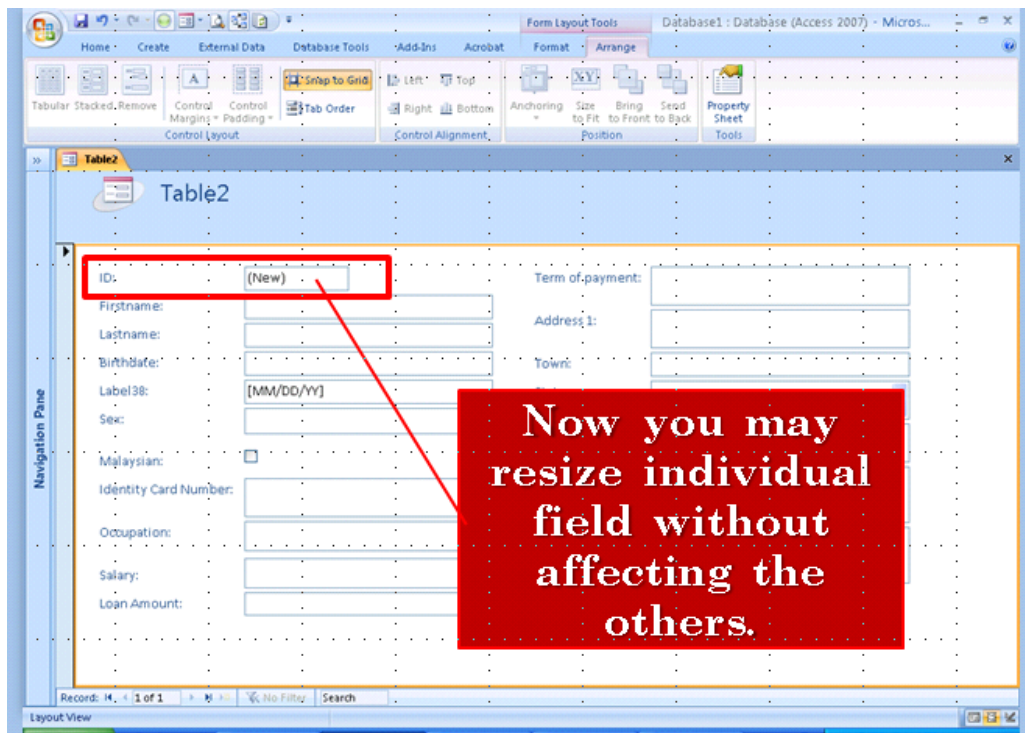 Form Layout Tools Database1 : Database (Access 2007) - Micros...
Home Create External Data Database Tools Add-Ins Acrobat Format Arrange
Tabular Stacked Remove
Control Margins Control Padding
Snap to Grid
Tab Order
Control Layout
Left Top
Right Bottom
Control Alignment
Anchoring Size to Fit Bring to Front Send to Back
Position
Property Sheet
Tools
Table2
Table2
Navigation Pane
ID: (New)
Firstname:
Lastname:
Birthdate:
Label38: [MM/DD/YY]
Sex:
Malaysian:
Identity Card Number:
Occupation:
Salary:
Loan Amount:
Term of payment:
Address 1:
Town:
Now you may
resize individual
field without
affecting the
others.
Record: 1 of 1 No Filter Search
Layout View